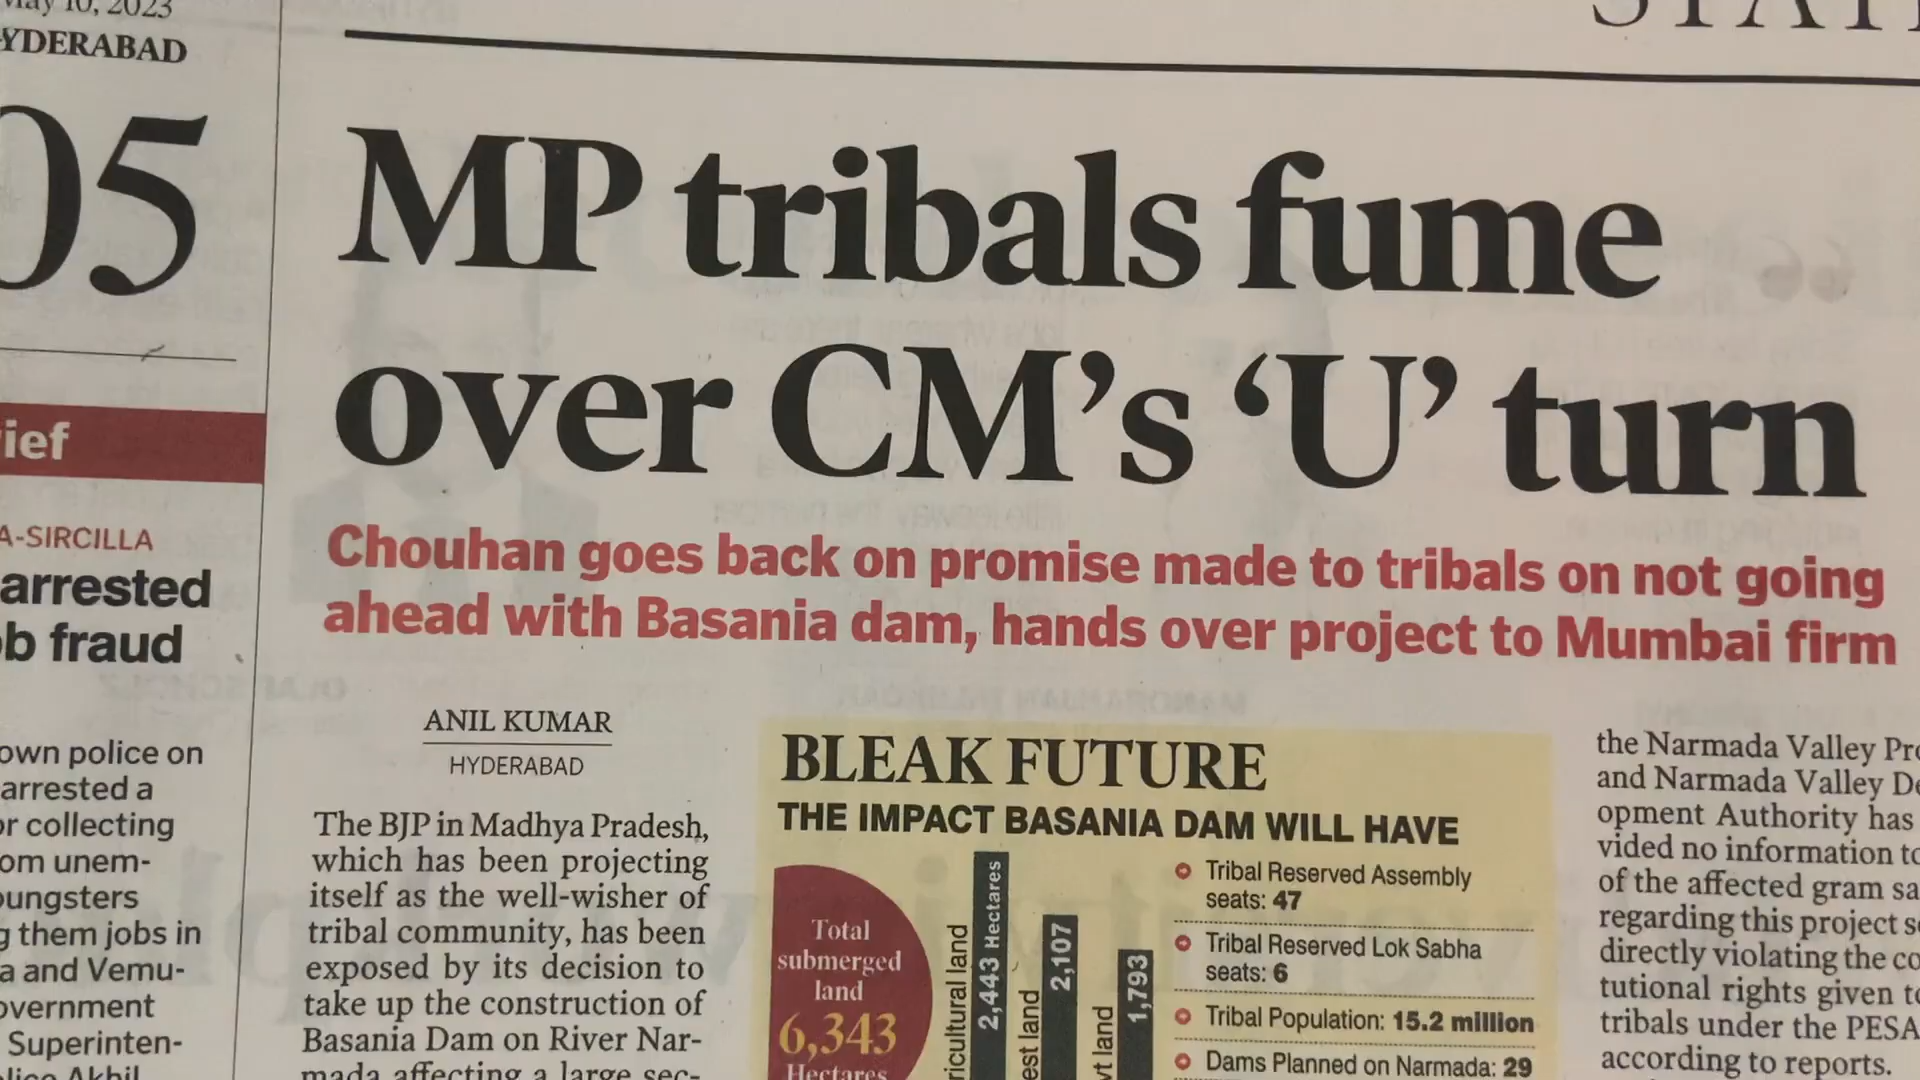 2023
HYDERABAD
05
MP tribals fume
over CM's 'U' turn
Chouhan goes back on promise made to tribals on not going
ahead with Basania dam, hands over project to Mumbai firm
A-SIRCILLA
arrested
b fraud
own police on
arrested a
or collecting
om unem-
oungsters
g them jobs in
a and Vemu-
overnment
Superinten-
ANIL KUMAR
HYDERABAD
The BJP in Madhya Pradesh,
which has been projecting
itself as the well-wisher of
tribal community, has been
exposed by its decision to
take up the construction of
Basania Dam on River Nar-
mada affecting a large sec-
BLEAK FUTURE
THE IMPACT BASANIA DAM WILL HAVE
Total
submerged
land
6,343
Hectares
ricultural land
2,443 Hectares
est land
2,107
vt land
1,793
Tribal Reserved Assembly
seats: 47
Tribal Reserved Lok Sabha
seats: 6
Tribal Population: 15.2 million
Dams Planned on Narmada: 29
the Narmada Valley Pro
and Narmada Valley De
opment Authority has
vided no information to
of the affected gram sa
regarding this project so
directly violating the co
tutional rights given to
tribals under the PESA
according to reports.